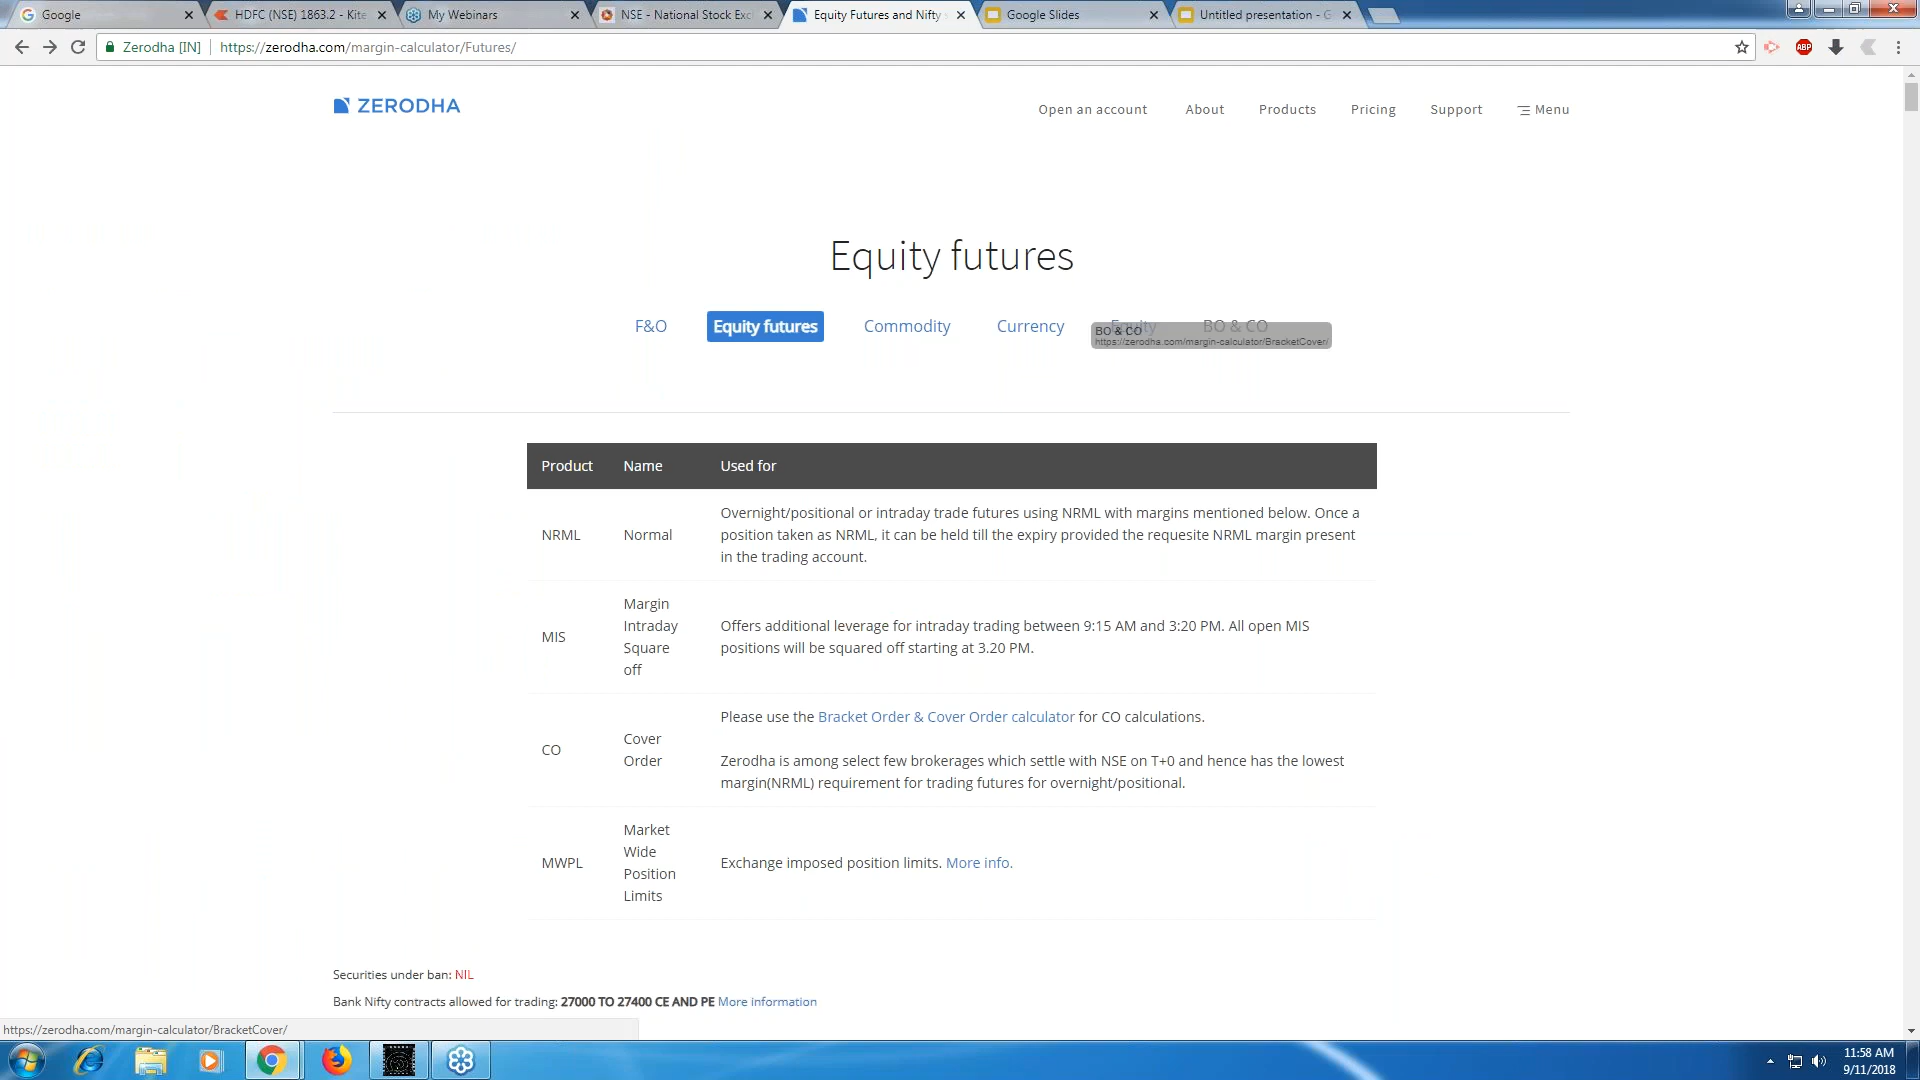 Google
HDFC (NSE) 1863.2 - Kite
My Webinars
NSE - National Stock Exc
Equity Futures and Nifty
Google Slides
Untitled presentation - G
Zerodha [IN]
https://zerodha.com/margin-calculator/Futures/
ABP
ZERODHA
Open an account
About
Products
Pricing
Support
Menu
Equity futures
F&O
Equity futures
Commodity
Currency
Equity
BO & CO
BO & CO
https://zerodha.com/margin-calculator/BracketCover/
Product Name Used for
NRML
Normal
Overnight/positional or intraday trade futures using NRML with margins mentioned below. Once a
position taken as NRML, it can be held till the expiry provided the requesite NRML margin present
in the trading account.
MIS
Margin
Intraday
Square
off
Offers additional leverage for intraday trading between 9:15 AM and 3:20 PM. All open MIS
positions will be squared off starting at 3.20 PM.
CO
Cover
Order
Please use the Bracket Order & Cover Order calculator for CO calculations.
Zerodha is among select few brokerages which settle with NSE on T+0 and hence has the lowest
margin(NRML) requirement for trading futures for overnight/positional.
MWPL
Market
Wide
Position
Limits
Exchange imposed position limits. More info.
Securities under ban: NIL
Bank Nifty contracts allowed for trading: 27000 TO 27400 CE AND PE More information
https://zerodha.com/margin-calculator/BracketCover/
11:58 AM
9/11/2018